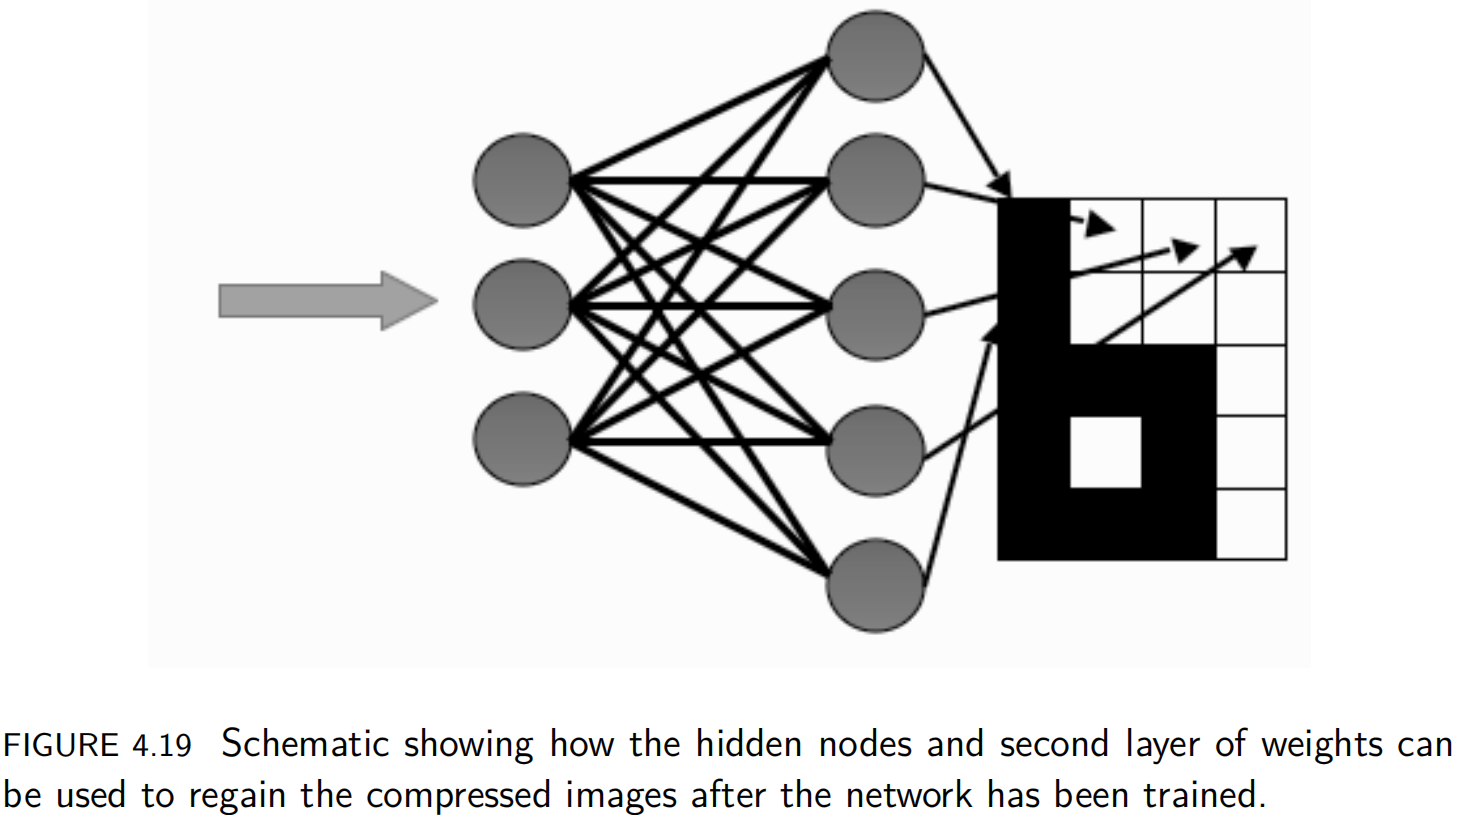 FIGURE 4.19 Schematic showing how the hidden nodes and second layer of weights can
be used to regain the compressed images after the network has been trained.